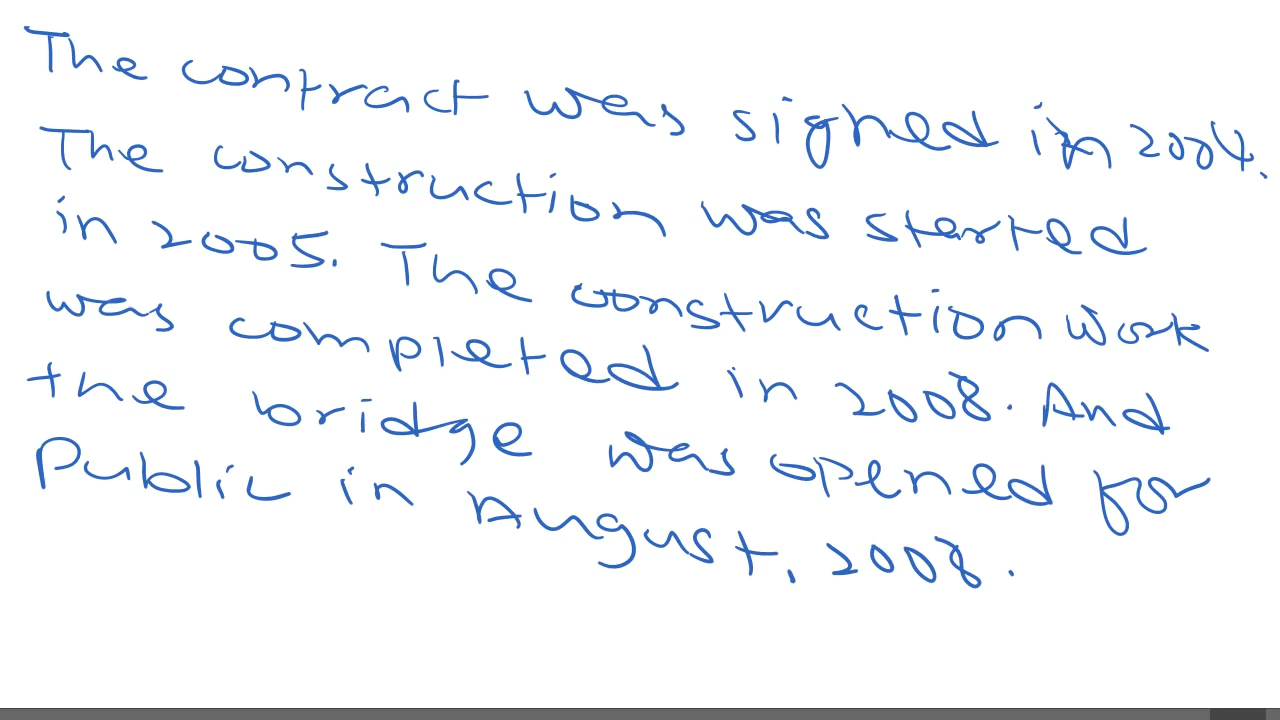 The contract was signed in 2004.
The construction was started
in 2005. The construction work
was completed in 2008. And
the bridge was opened for
Public in August, 2008.